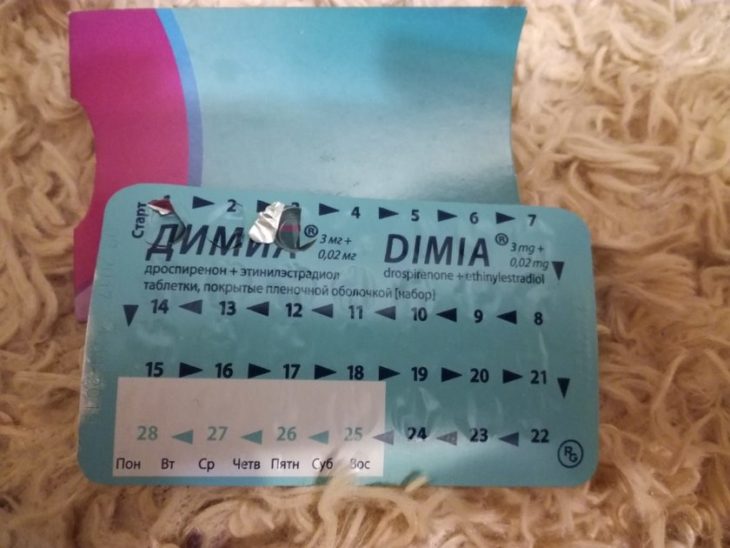 Старт
2 3 4 5 6 7
ДИМИА® 3 мг + 0,02 мг
DIMIA® 3 mg + 0,02 mg
дроспиренон + этинилэстрадиол
drospirenone + ethinylestradiol
таблетки, покрытые пленочной оболочкой [набор]
14 13 12 11 10 9 8
15 16 17 18 19 20 21
28 27 26 25 24 23 22
Пон Вт Ср Четв Пятн Суб Вос
RG